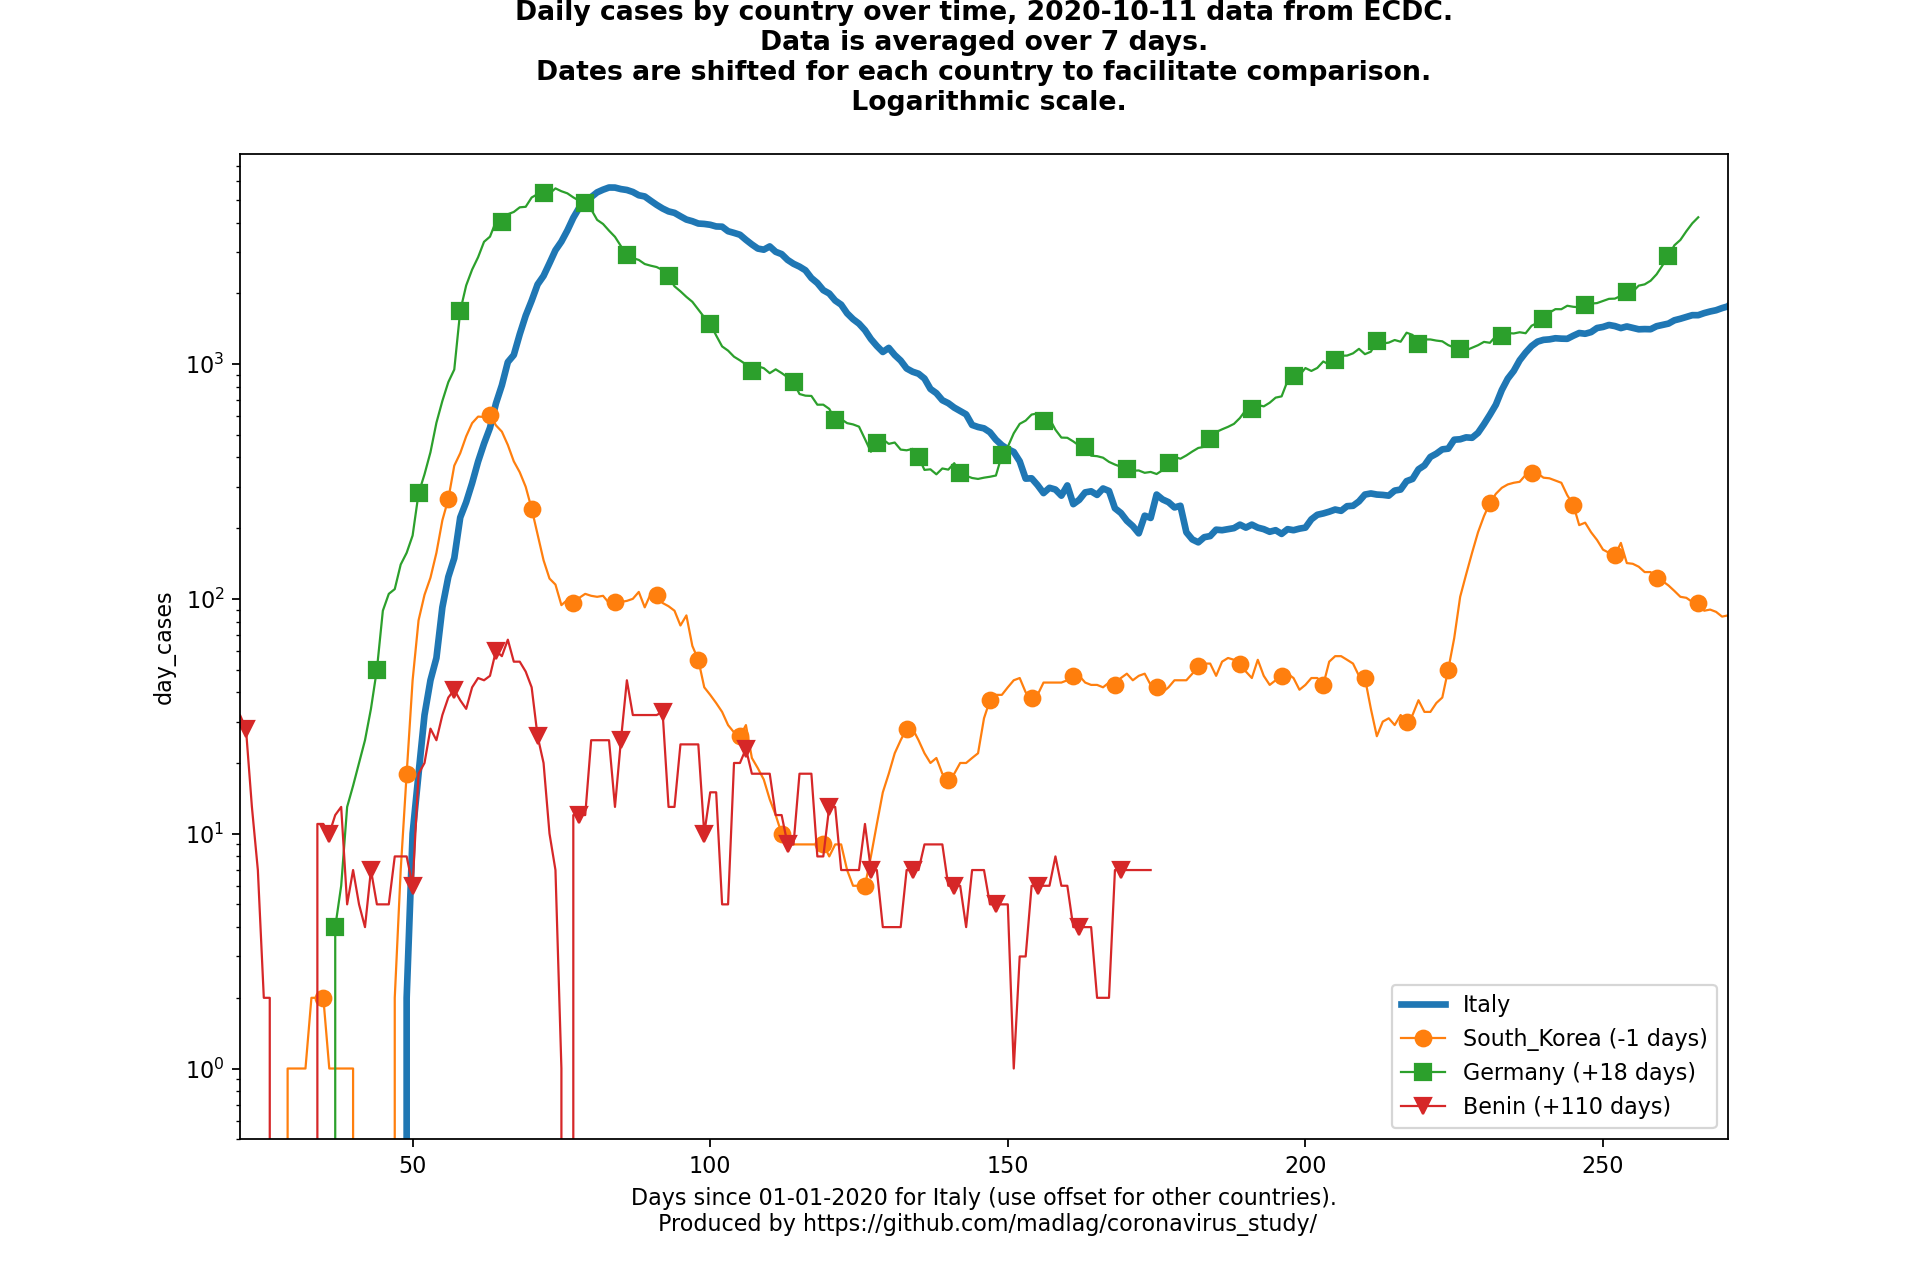 Daily cases by country over time, 2020-10-11 data from ECDC.
Data is averaged over 7 days.
Dates are shifted for each country to facilitate comparison.
Logarithmic scale.
day_cases
10³
10²
10¹
10⁰
50 100 150 200 250
Italy
South_Korea (-1 days)
Germany (+18 days)
Benin (+110 days)
Days since 01-01-2020 for Italy (use offset for other countries).
Produced by https://github.com/madlag/coronavirus_study/